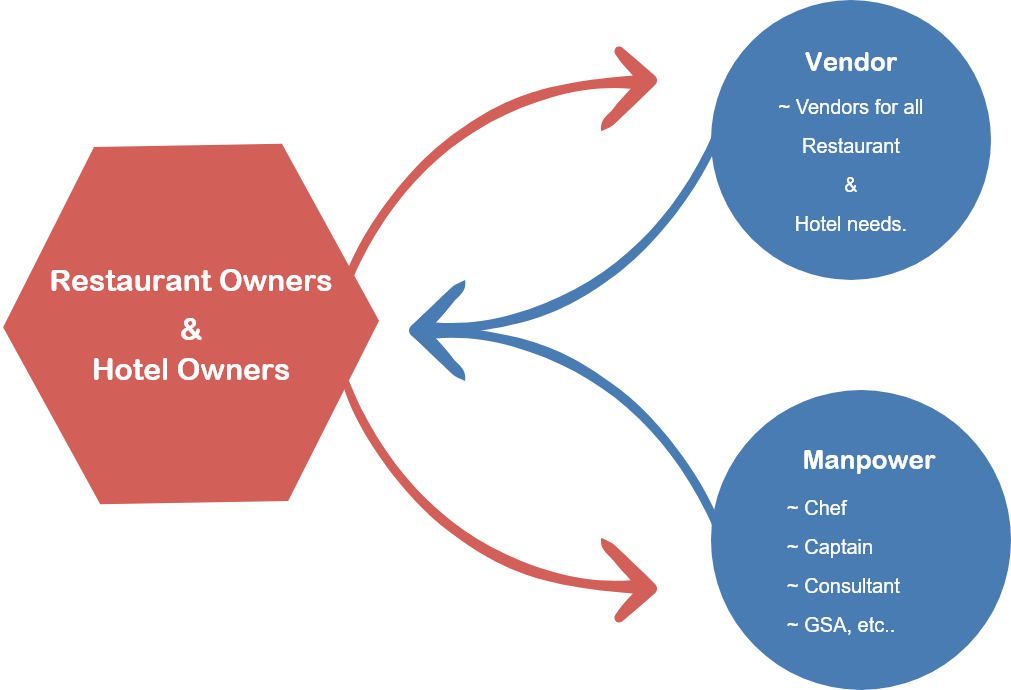 Restaurant Owners
&
Hotel Owners
Vendor
~ Vendors for all
Restaurant
&
Hotel needs.
Manpower
~ Chef
~ Captain
~ Consultant
~ GSA, etc..